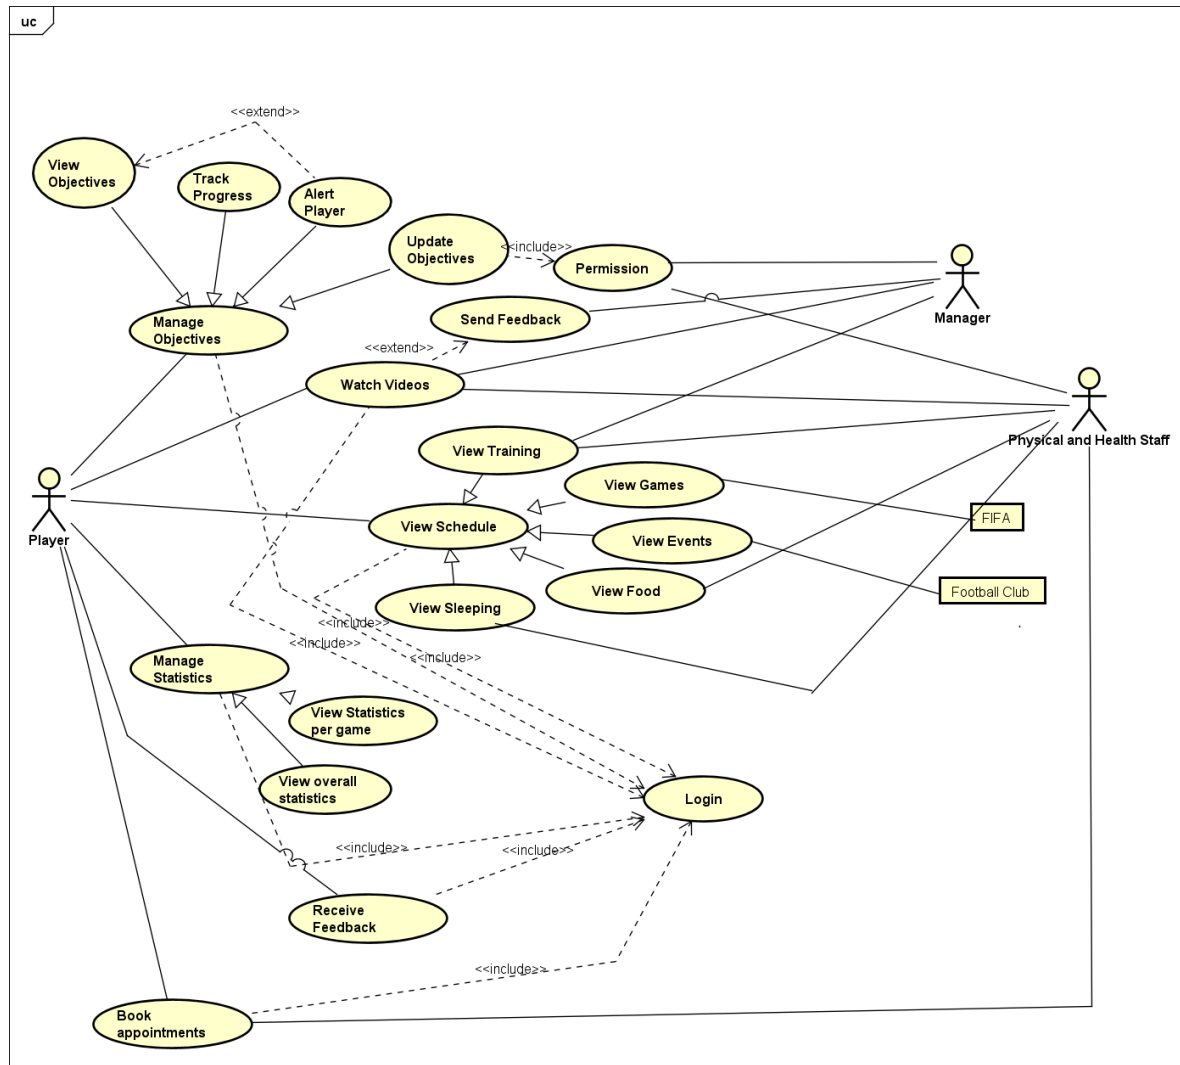 uc
<<extend>>
View
Objectives
Track
Progress
Alert
Player
Update
Objectives
<<include>>
Permission
Manager
Send Feedback
Manage
Objectives
<<extend>>
Watch Videos
Physical and Health Staff
View Training
View Games
FIFA
Player
View Schedule
View Events
View Food
Football Club
View Sleeping
<<include>>
<<include>>
<<include>>
Manage
Statistics
View Statistics
per game
View overall
statistics
Login
<<include>>
<<include>>
Receive
Feedback
<<include>>
Book
appointments